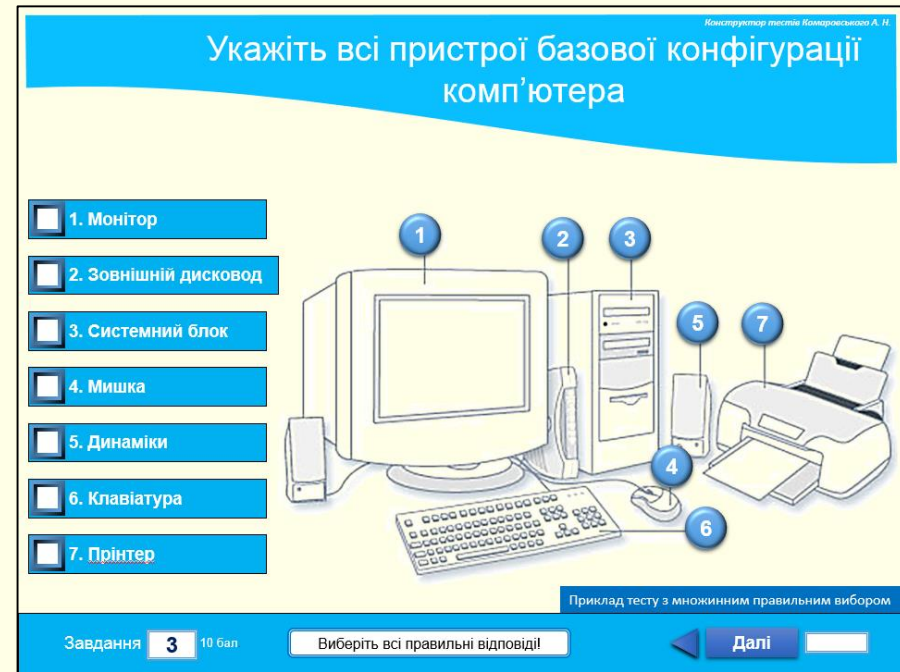 Конструктор тестів Комаровського А. Н.
Укажіть всі пристрої базової конфігурації
комп'ютера
1. Монітор
2. Зовнішній дисковод
3. Системний блок
4. Мишка
5. Динаміки
6. Клавіатура
7. Прінтер
1
2
3
5
7
4
6
Приклад тесту з множинним правильним вибором
Завдання 3 10 бал Виберіть всі правильні відповіді! Далі